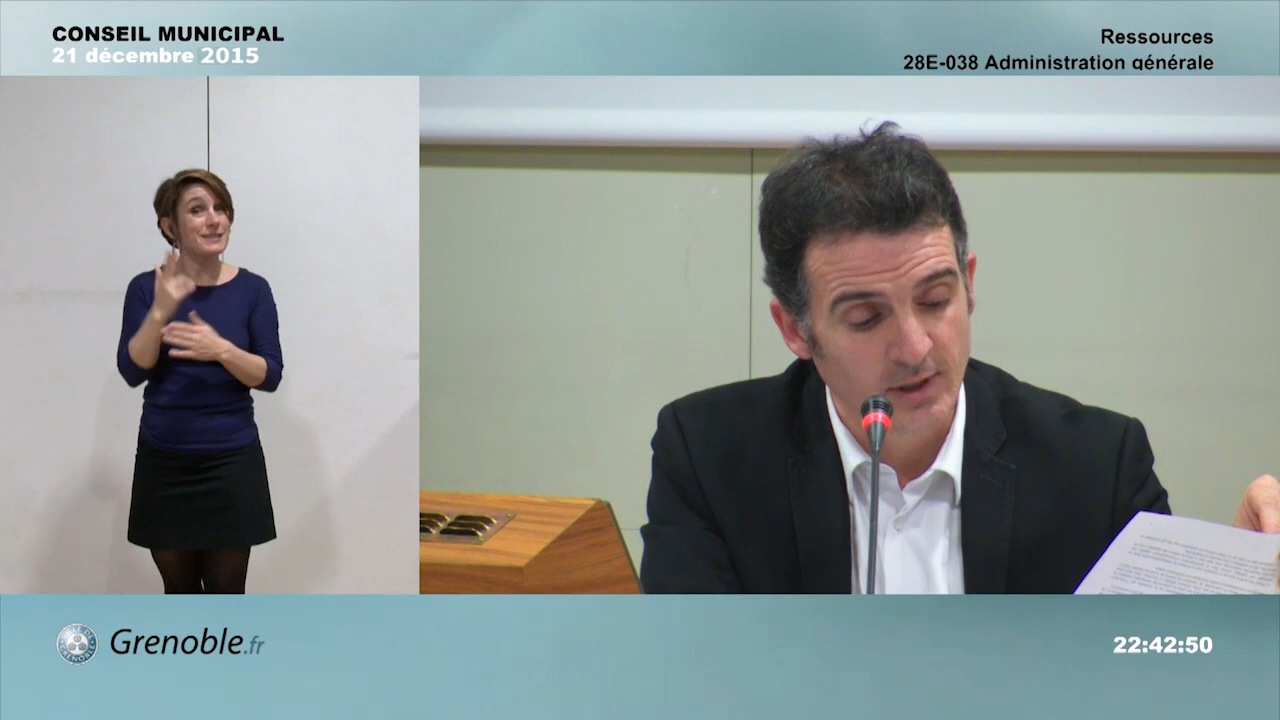 CONSEIL MUNICIPAL
21 décembre 2015
Ressources
28E-038 Administration générale
Grenoble.fr
22:42:50